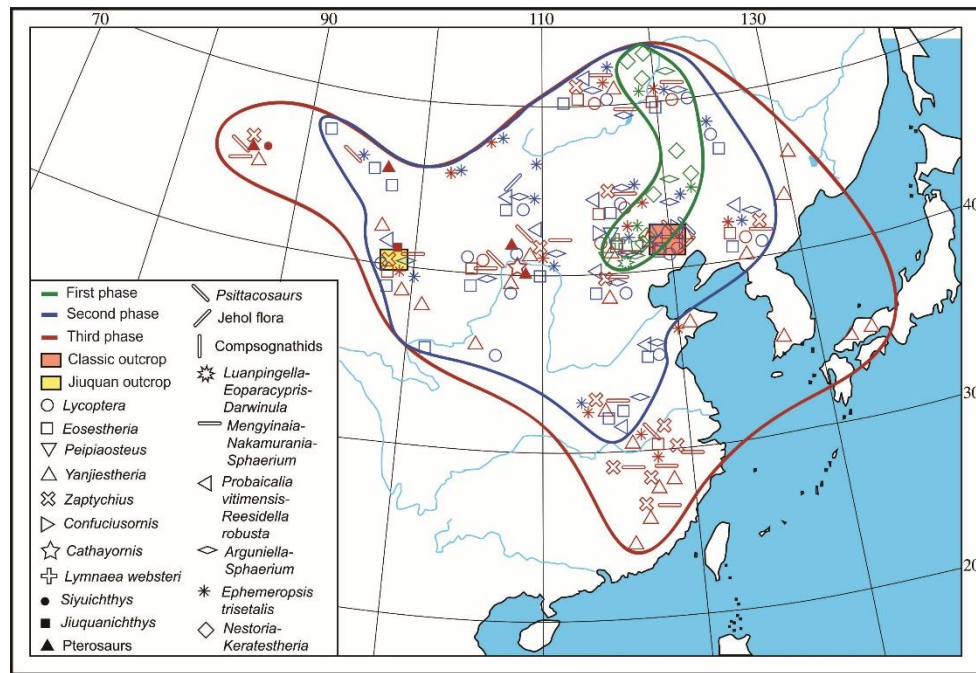 70
90
110
130
40
30
20
First phase
Second phase
Third phase
Classic outcrop
Jiuquan outcrop
Lycoptera
Eosestheria
Peipiaosteus
Yanjiestheria
Zaptychius
Confuciusornis
Cathayornis
Lymnaea websteri
Siyuichthys
Jiuquanichthys
Pterosaurs
Psittacosaurs
Jehol flora
Compsognathids
Luanpingella-
Eoparacypris-
Darwinula
Mengyinaia-
Nakamurania-
Sphaerium
Probaicalia
vitimensis-
Reesidella
robusta
Arguniella-
Sphaerium
Ephemeropsis
trisetalis
Nestoria-
Keratestheria